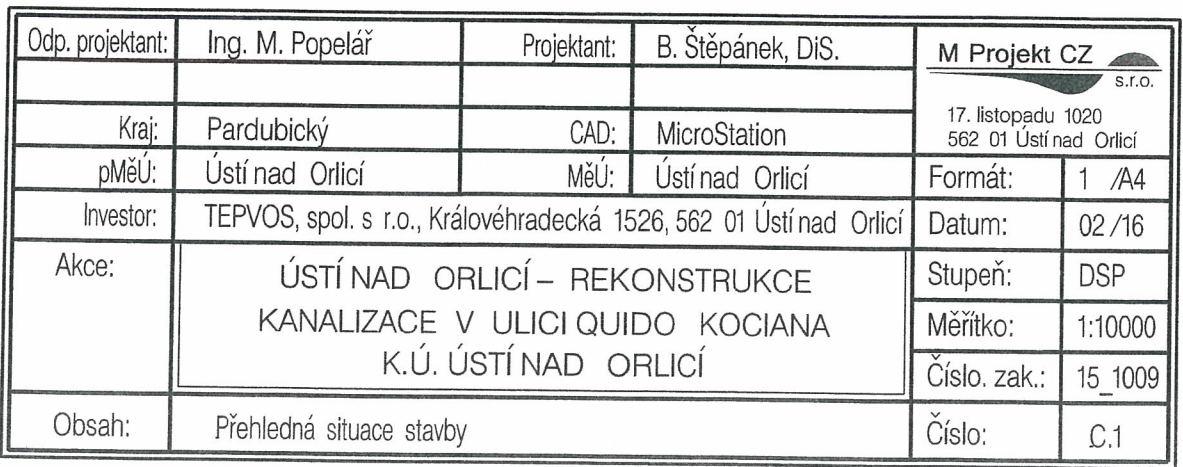 Odp. projektant: Ing. M. Popelář Projektant: B. Štěpánek, DiS. M Projekt CZ
s.r.o.
Kraj: Pardubický CAD: MicroStation 17. listopadu 1020
562 01 Ústí nad Orlicí
pMěÚ: Ústí nad Orlicí MěÚ: Ústí nad Orlicí Formát: 1 /A4
Investor: TEPVOS, spol. s r.o., Královéhradecká 1526, 562 01 Ústí nad Orlicí Datum: 02/16
Akce: ÚSTÍ NAD ORLICÍ – REKONSTRUKCE Stupeň: DSP
KANALIZACE V ULICI QUIDO KOCIANA Měřítko: 1:10000
K.Ú. ÚSTÍ NAD ORLICÍ Číslo. zak.: 15_1009
Obsah: Přehledná situace stavby Číslo: C.1